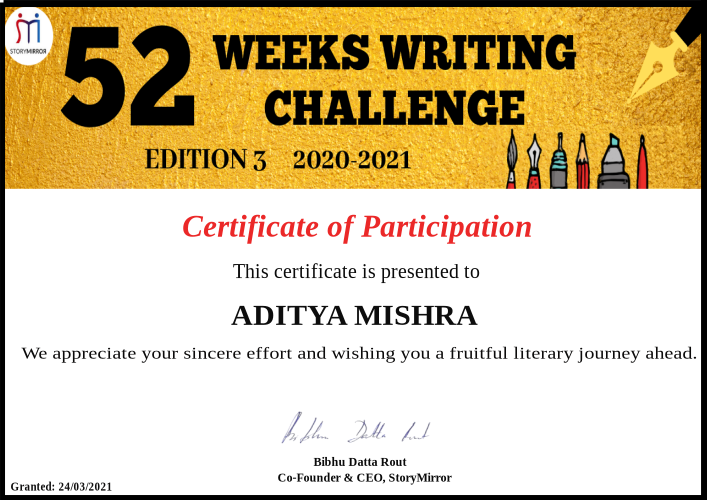 STORYMIRROR
52 WEEKS WRITING
CHALLENGE
EDITION 3 2020-2021
Certificate of Participation
This certificate is presented to
ADITYA MISHRA
We appreciate your sincere effort and wishing you a fruitful literary journey ahead.
Bibhu Datta Rout
Bibhu Datta Rout
Co-Founder & CEO, StoryMirror
Granted: 24/03/2021